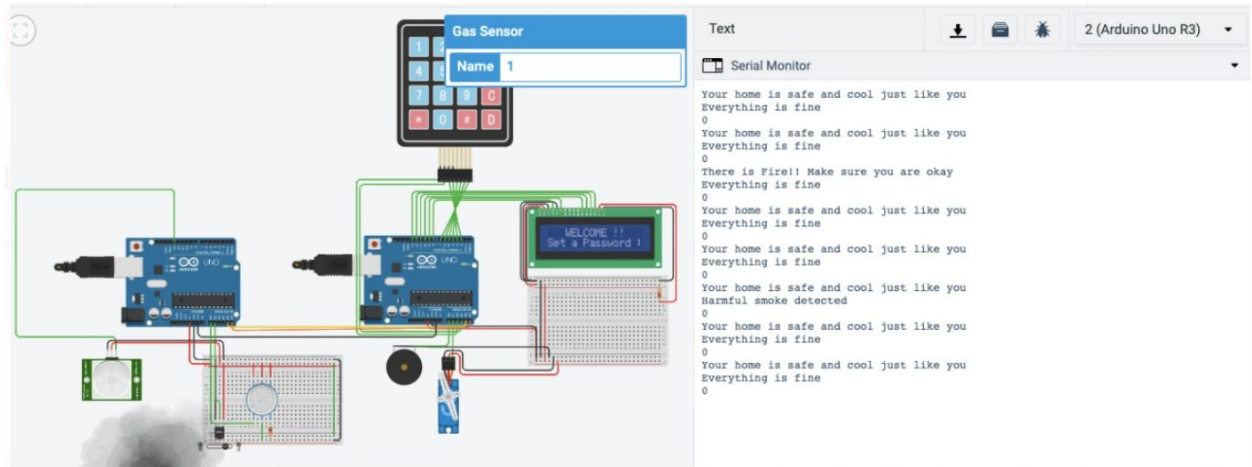 Gas Sensor
Name 1
1 2
4 5
7 8 9 C
* 0 # D
UNO
ARDUINO
UNO
ARDUINO
WELCOME !!
Set a Password :
Text
2 (Arduino Uno R3)
Serial Monitor
Your home is safe and cool just like you
Everything is fine
0
Your home is safe and cool just like you
Everything is fine
0
There is Fire!! Make sure you are okay
Everything is fine
0
Your home is safe and cool just like you
Everything is fine
0
Your home is safe and cool just like you
Everything is fine
0
Your home is safe and cool just like you
Harmful smoke detected
0
Your home is safe and cool just like you
Everything is fine
0
Your home is safe and cool just like you
Everything is fine
0